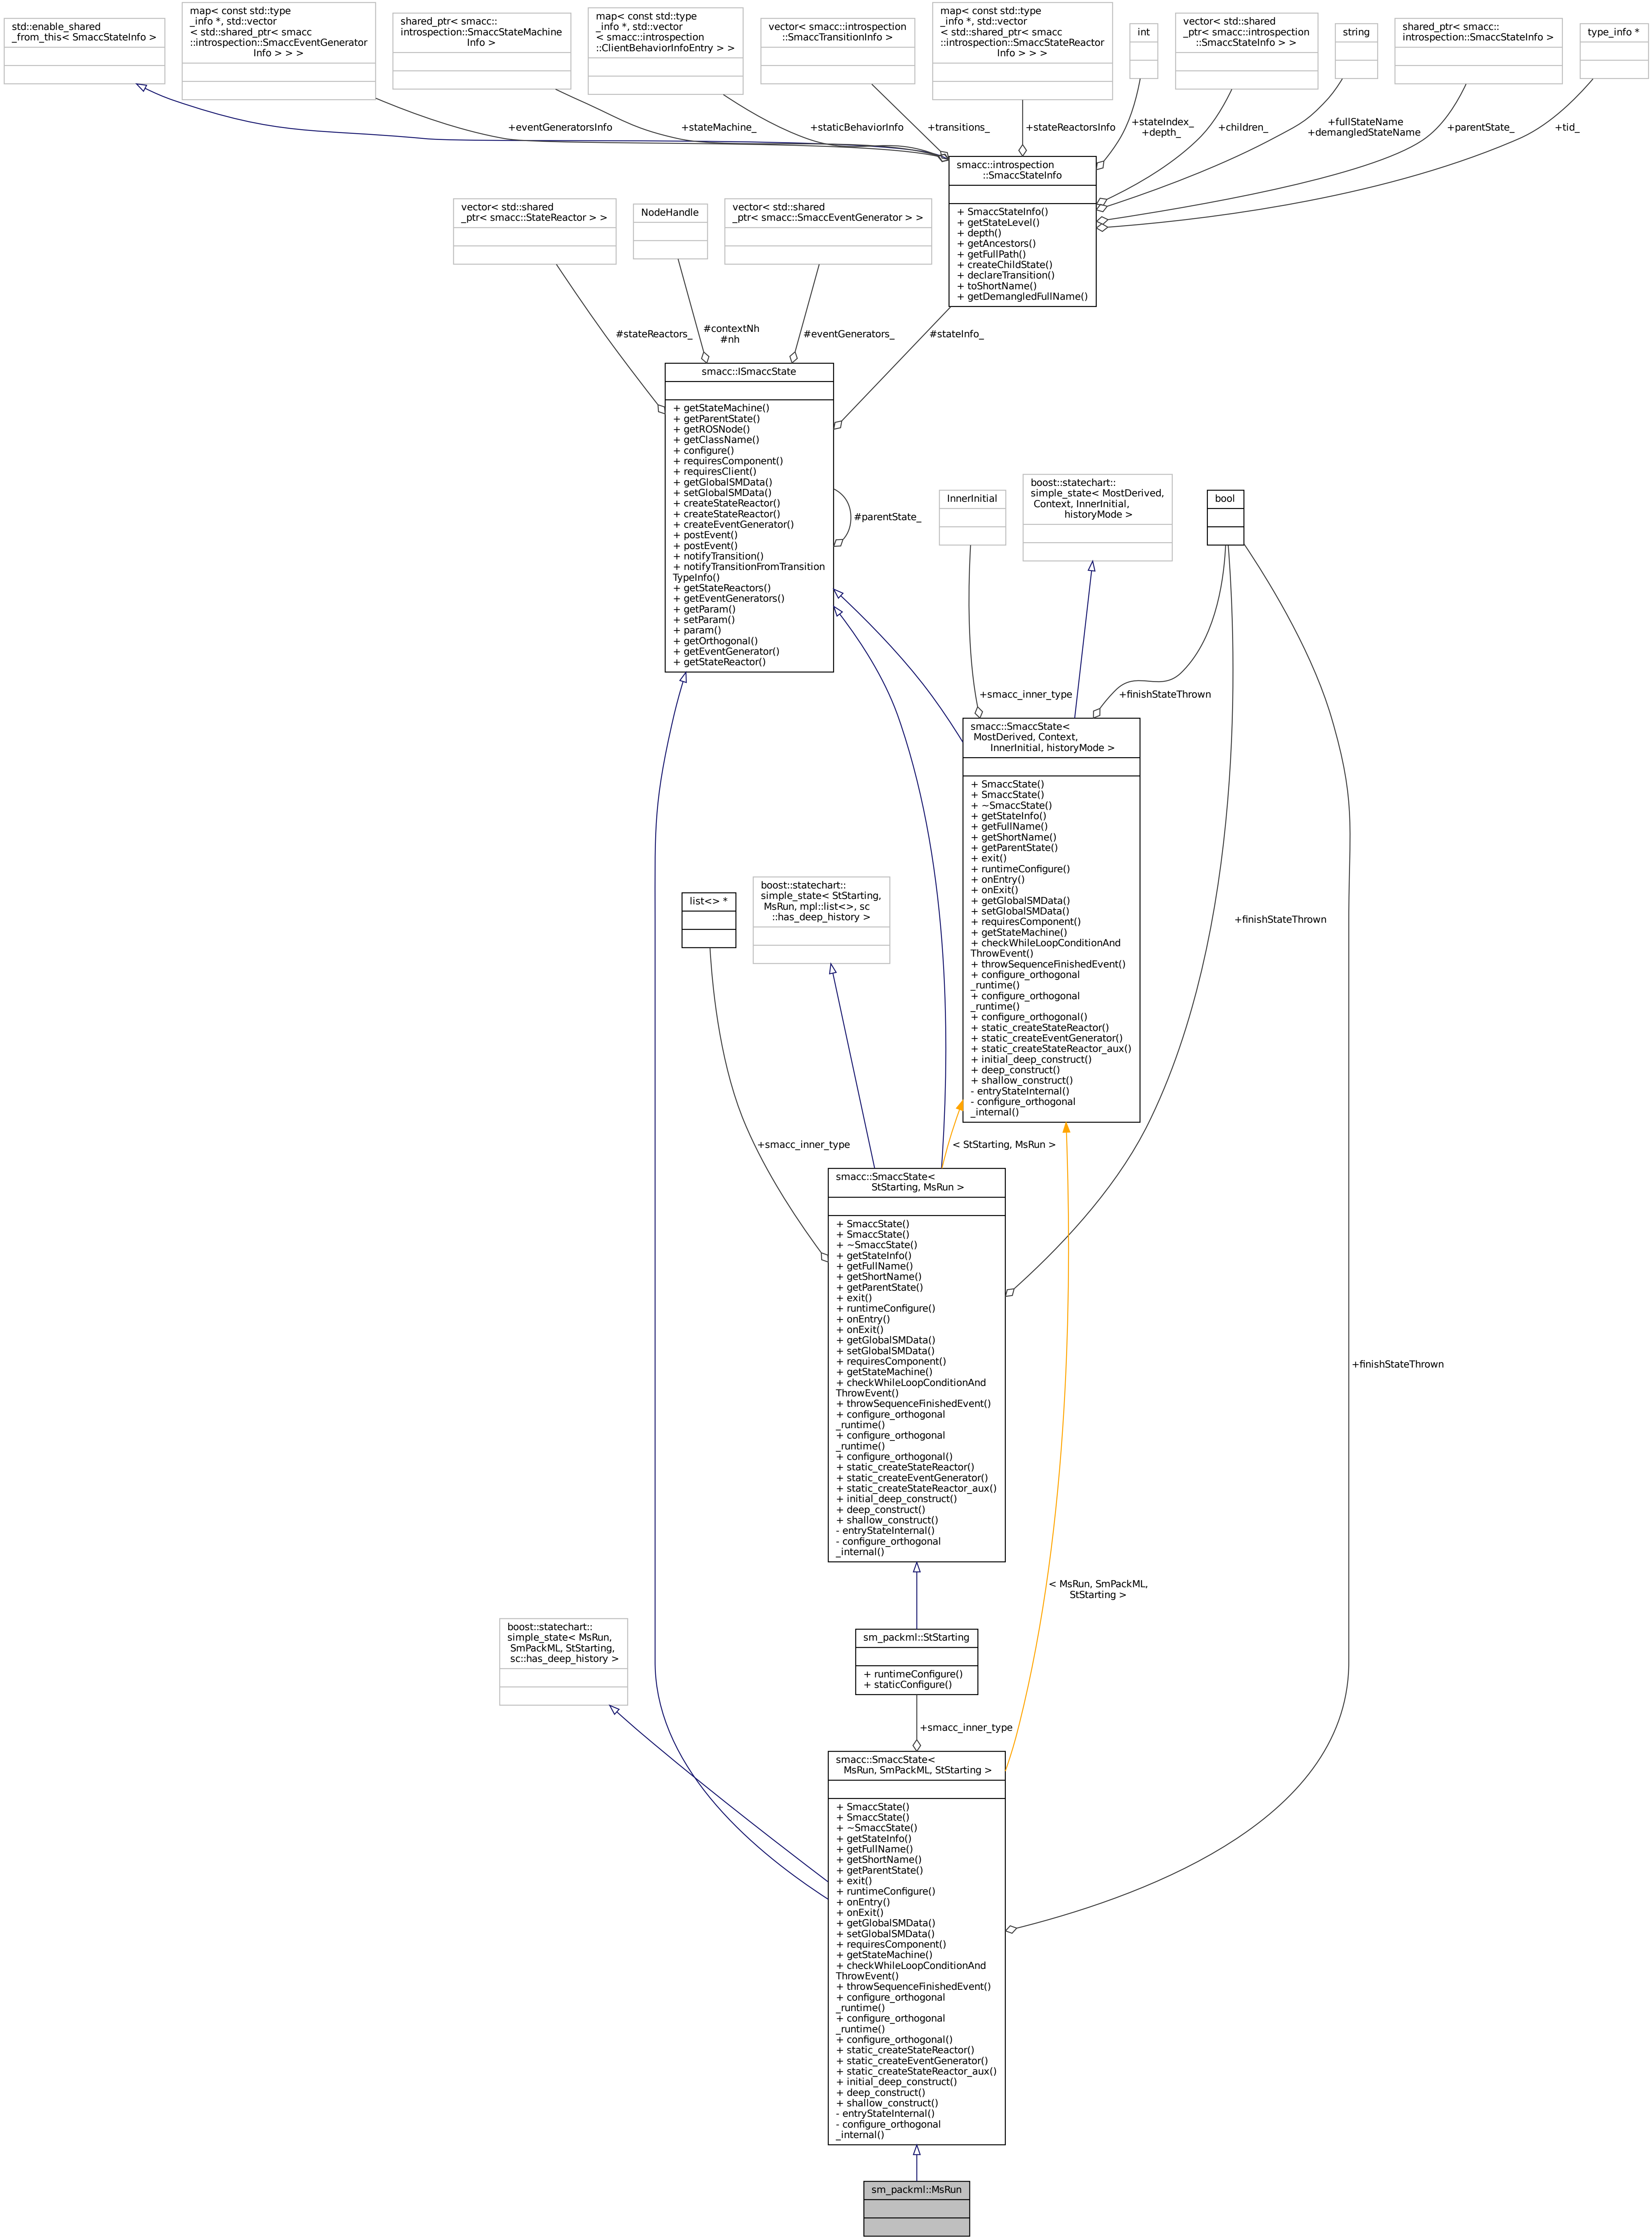 std::enable_shared
_from_this< SmaccStateInfo >
map< const std::type
_info *, std::vector
< std::shared_ptr< smacc
::introspection::SmaccEventGenerator
Info > > >
shared_ptr< smacc::
introspection::SmaccStateMachine
Info >
map< const std::type
_info *, std::vector
< smacc::introspection
::ClientBehaviorInfoEntry > >
vector< smacc::introspection
::SmaccTransitionInfo >
map< const std::type
_info *, std::vector
< std::shared_ptr< smacc
::introspection::SmaccStateReactor
Info > > >
int
vector< std::shared
_ptr< smacc::introspection
::SmaccStateInfo > >
string
shared_ptr< smacc::
introspection::SmaccStateInfo >
type_info *
+eventGeneratorsInfo
+stateMachine_
+staticBehaviorInfo
+transitions_
+stateReactorsInfo
+stateIndex_
+depth_
+children_
+fullStateName
+demangledStateName
+parentState_
+tid_
smacc::introspection
::SmaccStateInfo
+ SmaccStateInfo()
+ getStateLevel()
+ depth()
+ getAncestors()
+ getFullPath()
+ createChildState()
+ declareTransition()
+ toShortName()
+ getDemangledFullName()
vector< std::shared
_ptr< smacc::StateReactor > >
NodeHandle
vector< std::shared
_ptr< smacc::SmaccEventGenerator > >
#stateReactors_
#contextNh
#nh
#eventGenerators_
#stateInfo_
smacc::ISmaccState
+ getStateMachine()
+ getParentState()
+ getROSNode()
+ getClassName()
+ configure()
+ requiresComponent()
+ requiresClient()
+ getGlobalSMData()
+ setGlobalSMData()
+ createStateReactor()
+ createStateReactor()
+ createEventGenerator()
+ postEvent()
+ postEvent()
+ notifyTransition()
+ notifyTransitionFromTransition
TypeInfo()
+ getStateReactors()
+ getEventGenerators()
+ getParam()
+ setParam()
+ param()
+ getOrthogonal()
+ getEventGenerator()
+ getStateReactor()
#parentState_
InnerInitial
boost::statechart::
simple_state< MostDerived,
Context, InnerInitial,
historyMode >
bool
+smacc_inner_type
+finishStateThrown
smacc::SmaccState<
MostDerived, Context,
InnerInitial, historyMode >
+ SmaccState()
+ SmaccState()
+ ~SmaccState()
+ getStateInfo()
+ getFullName()
+ getShortName()
+ getParentState()
+ exit()
+ runtimeConfigure()
+ onEntry()
+ onExit()
+ getGlobalSMData()
+ setGlobalSMData()
+ requiresComponent()
+ getStateMachine()
+ checkWhileLoopConditionAnd
ThrowEvent()
+ throwSequenceFinishedEvent()
+ configure_orthogonal
_runtime()
+ configure_orthogonal
_runtime()
+ configure_orthogonal()
+ static_createStateReactor()
+ static_createEventGenerator()
+ static_createStateReactor_aux()
+ initial_deep_construct()
+ deep_construct()
+ shallow_construct()
- entryStateInternal()
- configure_orthogonal
_internal()
list<> *
boost::statechart::
simple_state< StStarting,
MsRun, mpl::list<>, sc
::has_deep_history >
+finishStateThrown
+smacc_inner_type
< StStarting, MsRun >
smacc::SmaccState<
StStarting, MsRun >
+ SmaccState()
+ SmaccState()
+ ~SmaccState()
+ getStateInfo()
+ getFullName()
+ getShortName()
+ getParentState()
+ exit()
+ runtimeConfigure()
+ onEntry()
+ onExit()
+ getGlobalSMData()
+ setGlobalSMData()
+ requiresComponent()
+ getStateMachine()
+ checkWhileLoopConditionAnd
ThrowEvent()
+ throwSequenceFinishedEvent()
+ configure_orthogonal
_runtime()
+ configure_orthogonal
_runtime()
+ configure_orthogonal()
+ static_createStateReactor()
+ static_createEventGenerator()
+ static_createStateReactor_aux()
+ initial_deep_construct()
+ deep_construct()
+ shallow_construct()
- entryStateInternal()
- configure_orthogonal
_internal()
+finishStateThrown
< MsRun, SmPackML,
StStarting >
boost::statechart::
simple_state< MsRun,
SmPackML, StStarting,
sc::has_deep_history >
sm_packml::StStarting
+ runtimeConfigure()
+ staticConfigure()
+smacc_inner_type
smacc::SmaccState<
MsRun, SmPackML, StStarting >
+ SmaccState()
+ SmaccState()
+ ~SmaccState()
+ getStateInfo()
+ getFullName()
+ getShortName()
+ getParentState()
+ exit()
+ runtimeConfigure()
+ onEntry()
+ onExit()
+ getGlobalSMData()
+ setGlobalSMData()
+ requiresComponent()
+ getStateMachine()
+ checkWhileLoopConditionAnd
ThrowEvent()
+ throwSequenceFinishedEvent()
+ configure_orthogonal
_runtime()
+ configure_orthogonal
_runtime()
+ configure_orthogonal()
+ static_createStateReactor()
+ static_createEventGenerator()
+ static_createStateReactor_aux()
+ initial_deep_construct()
+ deep_construct()
+ shallow_construct()
- entryStateInternal()
- configure_orthogonal
_internal()
sm_packml::MsRun